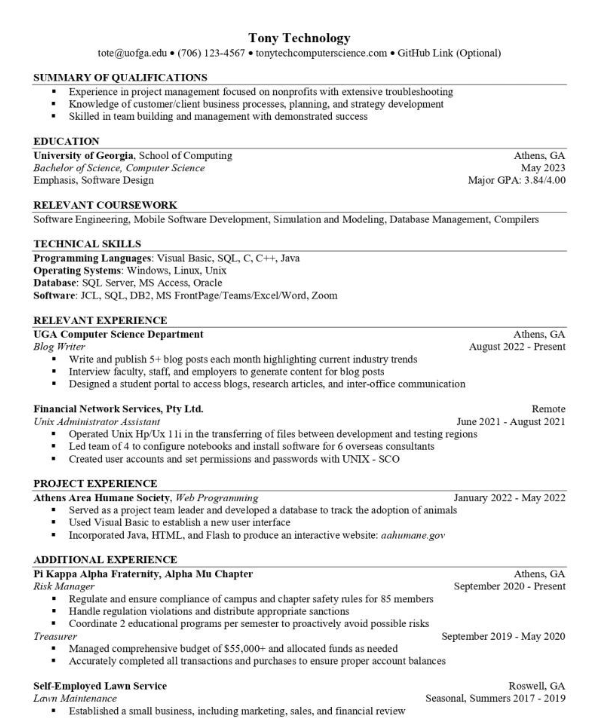 Tony Technology
tote@uofga.edu • (706) 123-4567 • tonytechcomputerscience.com • GitHub Link (Optional)
SUMMARY OF QUALIFICATIONS
▪ Experience in project management focused on nonprofits with extensive troubleshooting
▪ Knowledge of customer/client business processes, planning, and strategy development
▪ Skilled in team building and management with demonstrated success
EDUCATION
University of Georgia, School of Computing Athens, GA
Bachelor of Science, Computer Science May 2023
Emphasis, Software Design Major GPA: 3.84/4.00
RELEVANT COURSEWORK
Software Engineering, Mobile Software Development, Simulation and Modeling, Database Management, Compilers
TECHNICAL SKILLS
Programming Languages: Visual Basic, SQL, C, C++, Java
Operating Systems: Windows, Linux, Unix
Database: SQL Server, MS Access, Oracle
Software: JCL, SQL, DB2, MS FrontPage/Teams/Excel/Word, Zoom
RELEVANT EXPERIENCE
UGA Computer Science Department Athens, GA
Blog Writer August 2022 - Present
▪ Write and publish 5+ blog posts each month highlighting current industry trends
▪ Interview faculty, staff, and employers to generate content for blog posts
▪ Designed a student portal to access blogs, research articles, and inter-office communication
Financial Network Services, Pty Ltd. Remote
Unix Administrator Assistant June 2021 - August 2021
▪ Operated Unix Hp/Ux 11i in the transferring of files between development and testing regions
▪ Led team of 4 to configure notebooks and install software for 6 overseas consultants
▪ Created user accounts and set permissions and passwords with UNIX - SCO
PROJECT EXPERIENCE
Athens Area Humane Society, Web Programming January 2022 - May 2022
▪ Served as a project team leader and developed a database to track the adoption of animals
▪ Used Visual Basic to establish a new user interface
▪ Incorporated Java, HTML, and Flash to produce an interactive website: aahumane.gov
ADDITIONAL EXPERIENCE
Pi Kappa Alpha Fraternity, Alpha Mu Chapter Athens, GA
Risk Manager September 2020 - Present
▪ Regulate and ensure compliance of campus and chapter safety rules for 85 members
▪ Handle regulation violations and distribute appropriate sanctions
▪ Coordinate 2 educational programs per semester to proactively avoid possible risks
Treasurer September 2019 - May 2020
▪ Managed comprehensive budget of $55,000+ and allocated funds as needed
▪ Accurately completed all transactions and purchases to ensure proper account balances
Self-Employed Lawn Service Roswell, GA
Lawn Maintenance Seasonal, Summers 2017 - 2019
▪ Established a small business, including marketing, sales, and financial review